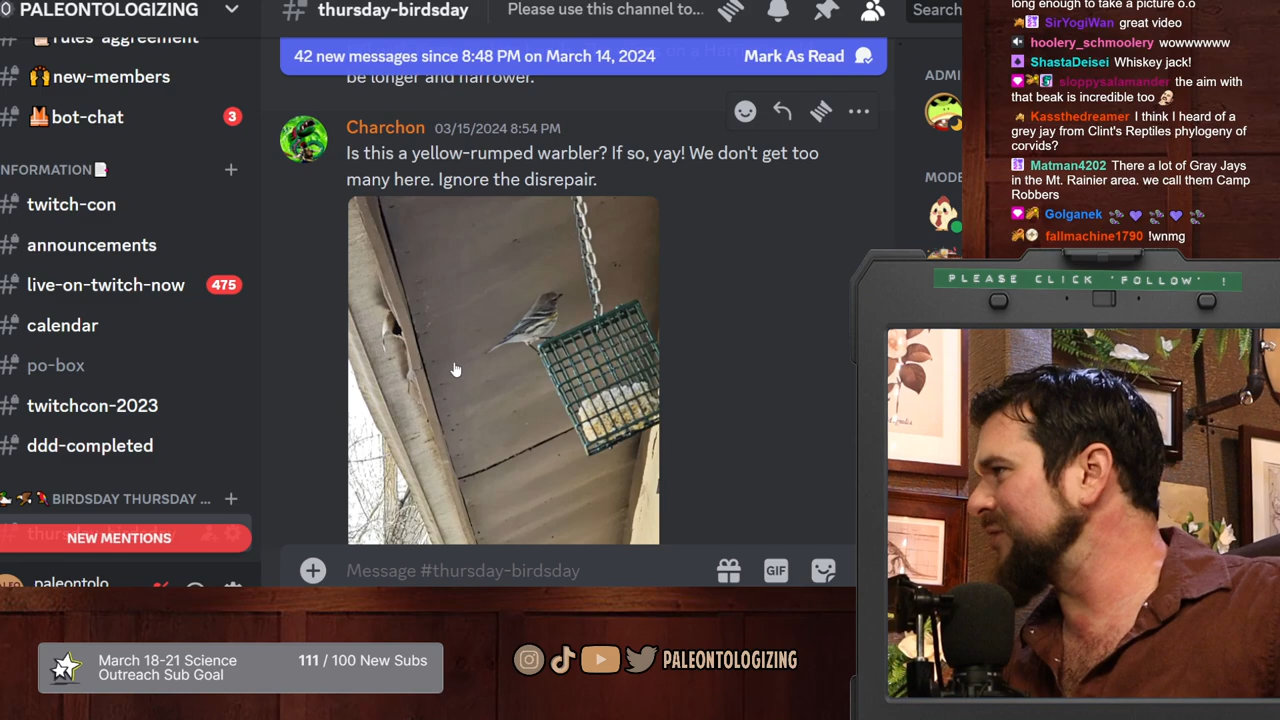 PALEONTOLOGIZING
rules-agreement
new-members
bot-chat
3
NFORMATION
twitch-con
announcements
live-on-twitch-now
475
calendar
po-box
twitchcon-2023
ddd-completed
BIRDSDAY THURSDAY ...
thursday-birdsday
NEW MENTIONS
paleontolo
thursday-birdsday
Please use this channel to...
Search
42 new messages since 8:48 PM on March 14, 2024
Mark As Read
be longer and narrower.
Charchon 03/15/2024 8:54 PM
Is this a yellow-rumped warbler? If so, yay! We don't get too
many here. Ignore the disrepair.
Message #thursday-birdsday
GIF
ADMI
MODE
long enough to take a picture o.o
SirYogiWan great video
hoolery_schmoolery wowwwwww
ShastaDeisei Whiskey jack!
sloppysalamander the aim with
that beak is incredible too
Kassthedreamer I think I heard of a
grey jay from Clint's Reptiles phylogeny of
corvids?
Matman4202 There a lot of Gray Jays
in the Mt. Rainier area. we call them Camp
Robbers
Golganek
fallmachine1790 !wnmg
PLEASE CLICK 'FOLLOW' !
March 18-21 Science
Outreach Sub Goal
111 / 100 New Subs
PALEONTOLOGIZING